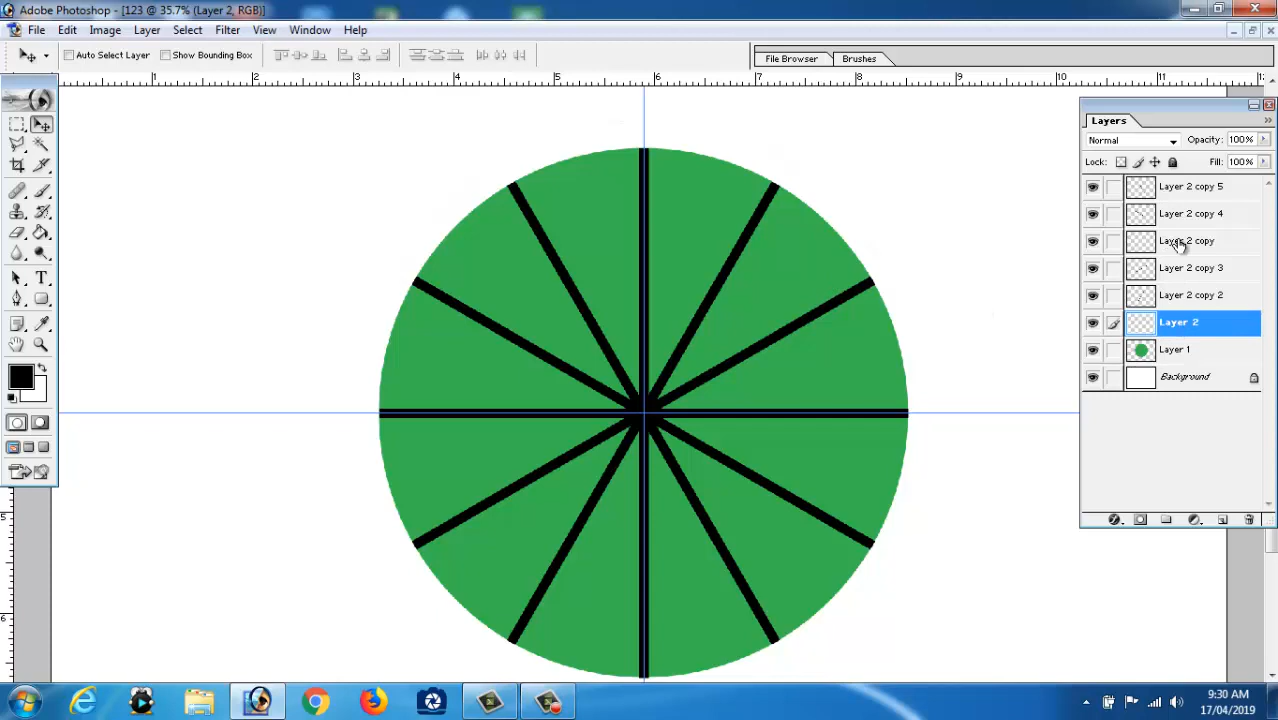 Adobe Photoshop - [123 @ 35.7% (Layer 2, RGB)]
File Edit Image Layer Select Filter View Window Help
Auto Select Layer Show Bounding Box
File Browser Brushes
1 2 3 4 5 6 7 8 9 10 11
Layers
Normal Opacity: 100%
Lock: Fill: 100%
Layer 2 copy 5
Layer 2 copy 4
Layer 2 copy
Layer 2 copy 3
Layer 2 copy 2
Layer 2
Layer 1
Background
T
5
6
9:30 AM
17/04/2019